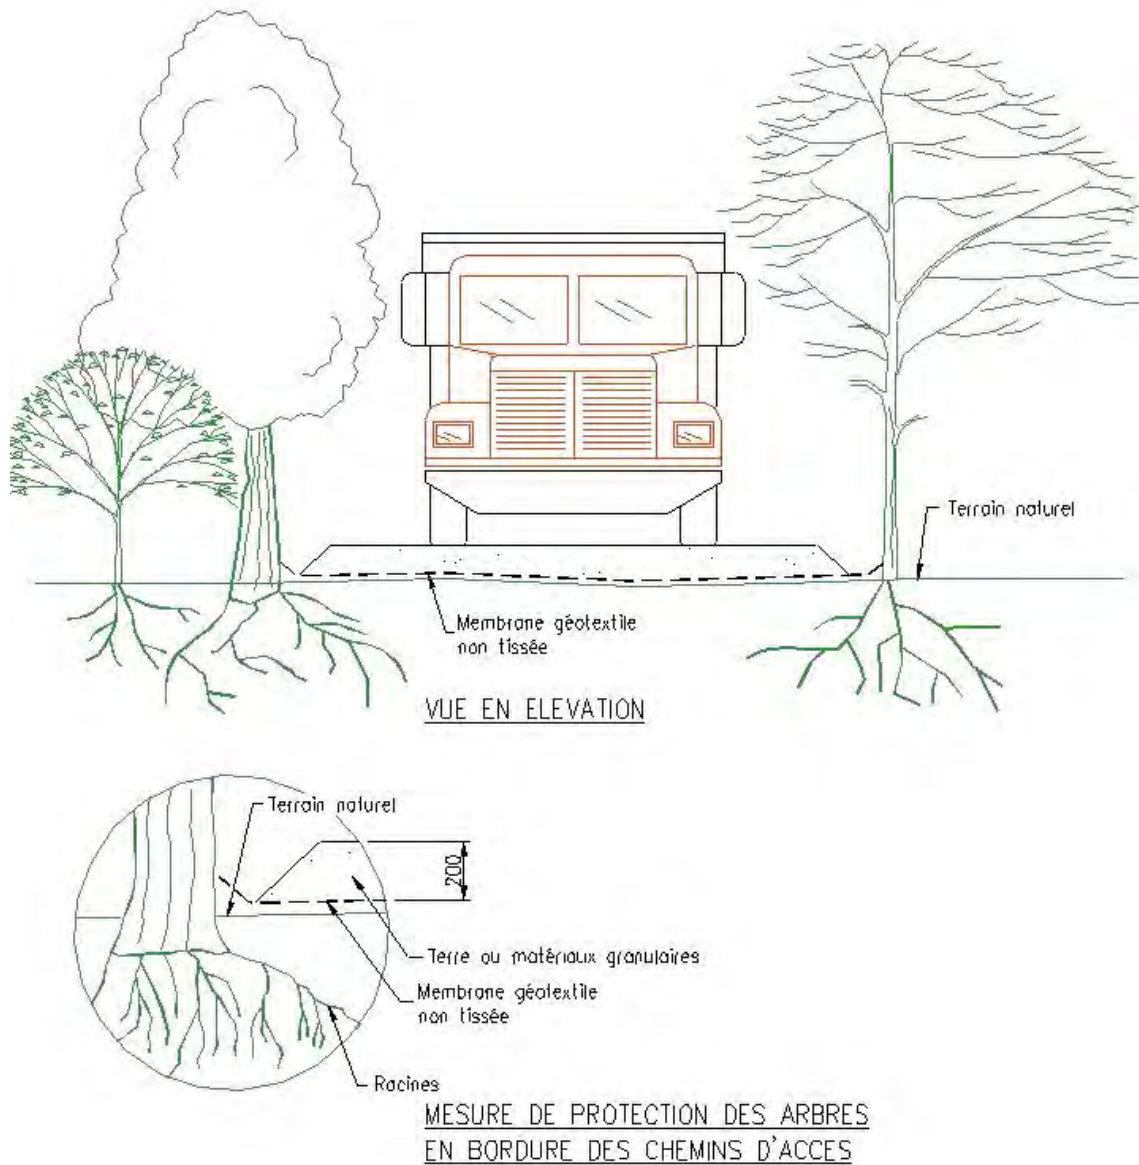 Terrain naturel
Membrane géotextile
non tissée
VUE EN ELEVATION
Terrain naturel
200
Terre ou matériaux granulaires
Membrane géotextile
non tissée
Racines
MESURE DE PROTECTION DES ARBRES
EN BORDURE DES CHEMINS D'ACCES